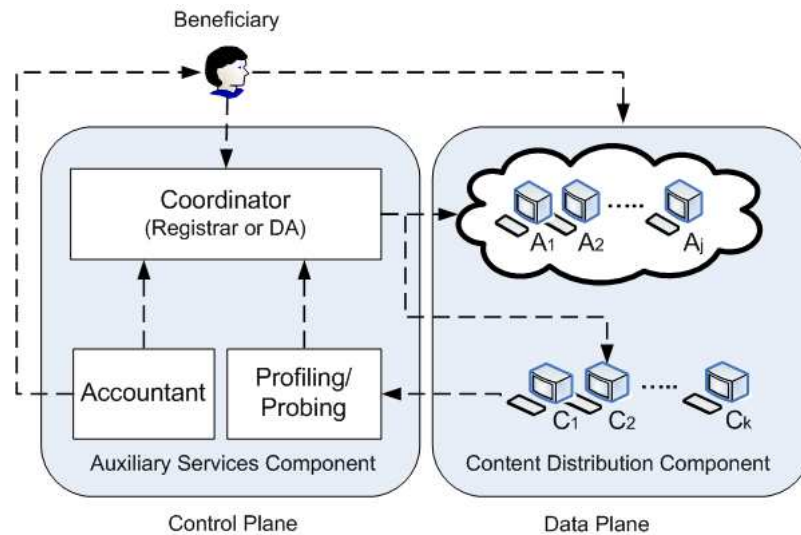 Beneficiary
Coordinator
(Registrar or DA)
A1 A2 ..... Aj
Accountant
Profiling/
Probing
C1 C2 ..... Ck
Auxiliary Services Component
Content Distribution Component
Control Plane
Data Plane